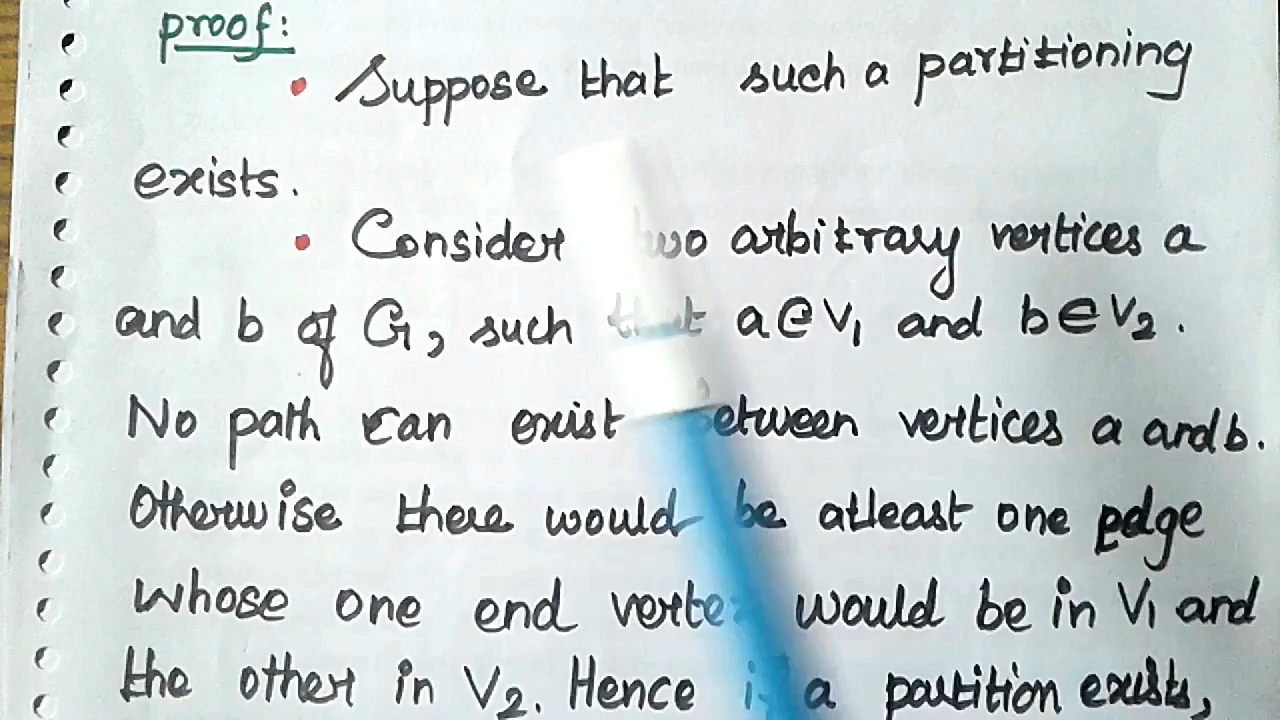 proof:
• Suppose that such a partitioning
exists.
• Consider two arbitrary vertices a
and b of G, such that a∈V₁ and b∈V₂.
No path can exist between vertices a and b.
Otherwise there would be atleast one edge
whose one end vertex would be in V₁ and
the other in V₂. Hence if a partition exists,